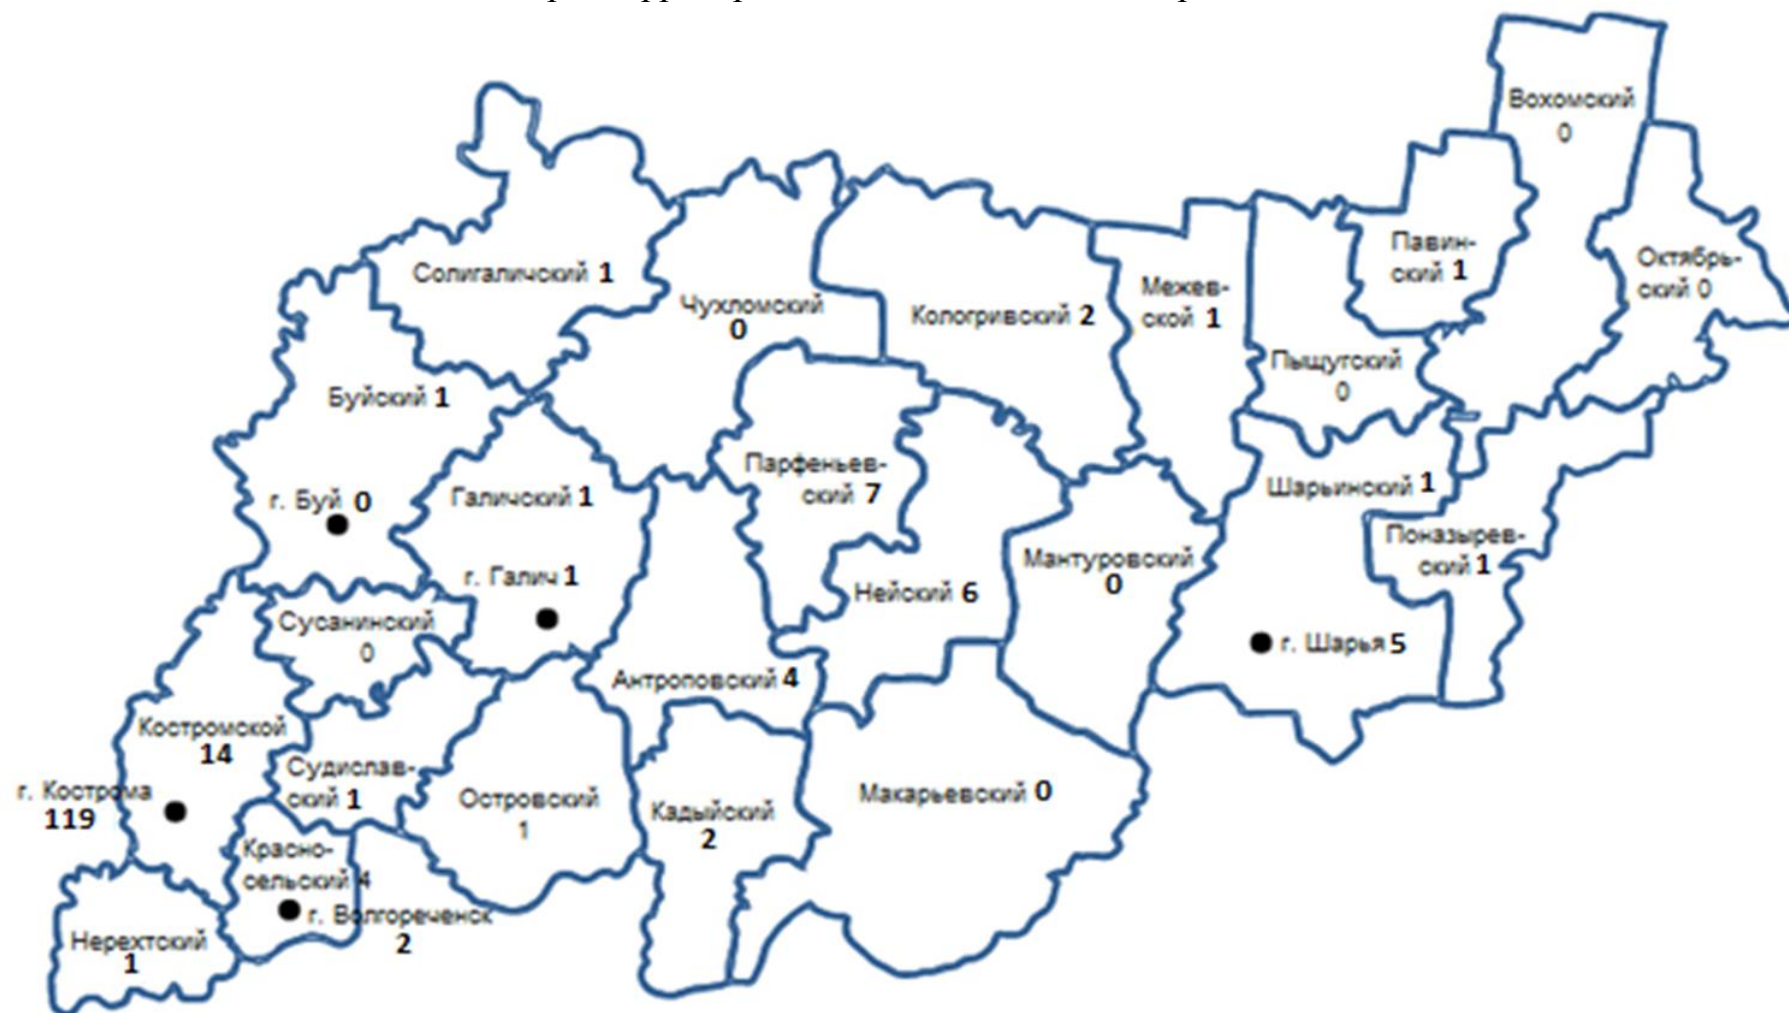 Вохомский
0
Павин-
ский 1
Октябрь-
ский 0
Солигаличский 1
Чухломский
0
Кологривский 2
Межев-
ской 1
Пыщугский
0
Буйский 1
г. Буй 0
Галичский 1
г. Галич 1
Парфеньев-
ский 7
Нейский 6
Мантуровский
0
Шарьинский 1
Поназырев-
ский 1
г. Шарья 5
Сусанинский
0
Антроповский 4
Костромской
14
г. Кострома
119
Судислав-
ский 1
Островский
1
Кадыйский
2
Макарьевский 0
Красно-
сельский 4
г. Волгореченск
2
Нерехтский
1